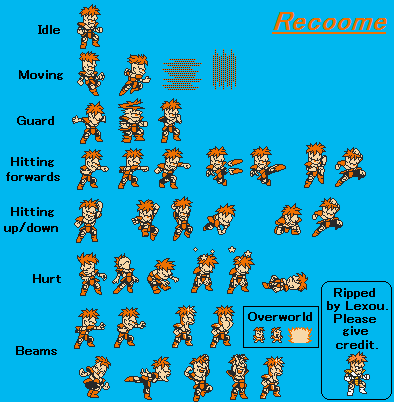 Recoome
Idle
Moving
Guard
Hitting
forwards
Hitting
up/down
Hurt
Beams
Overworld
Ripped
by Lexou.
Please
give
credit.